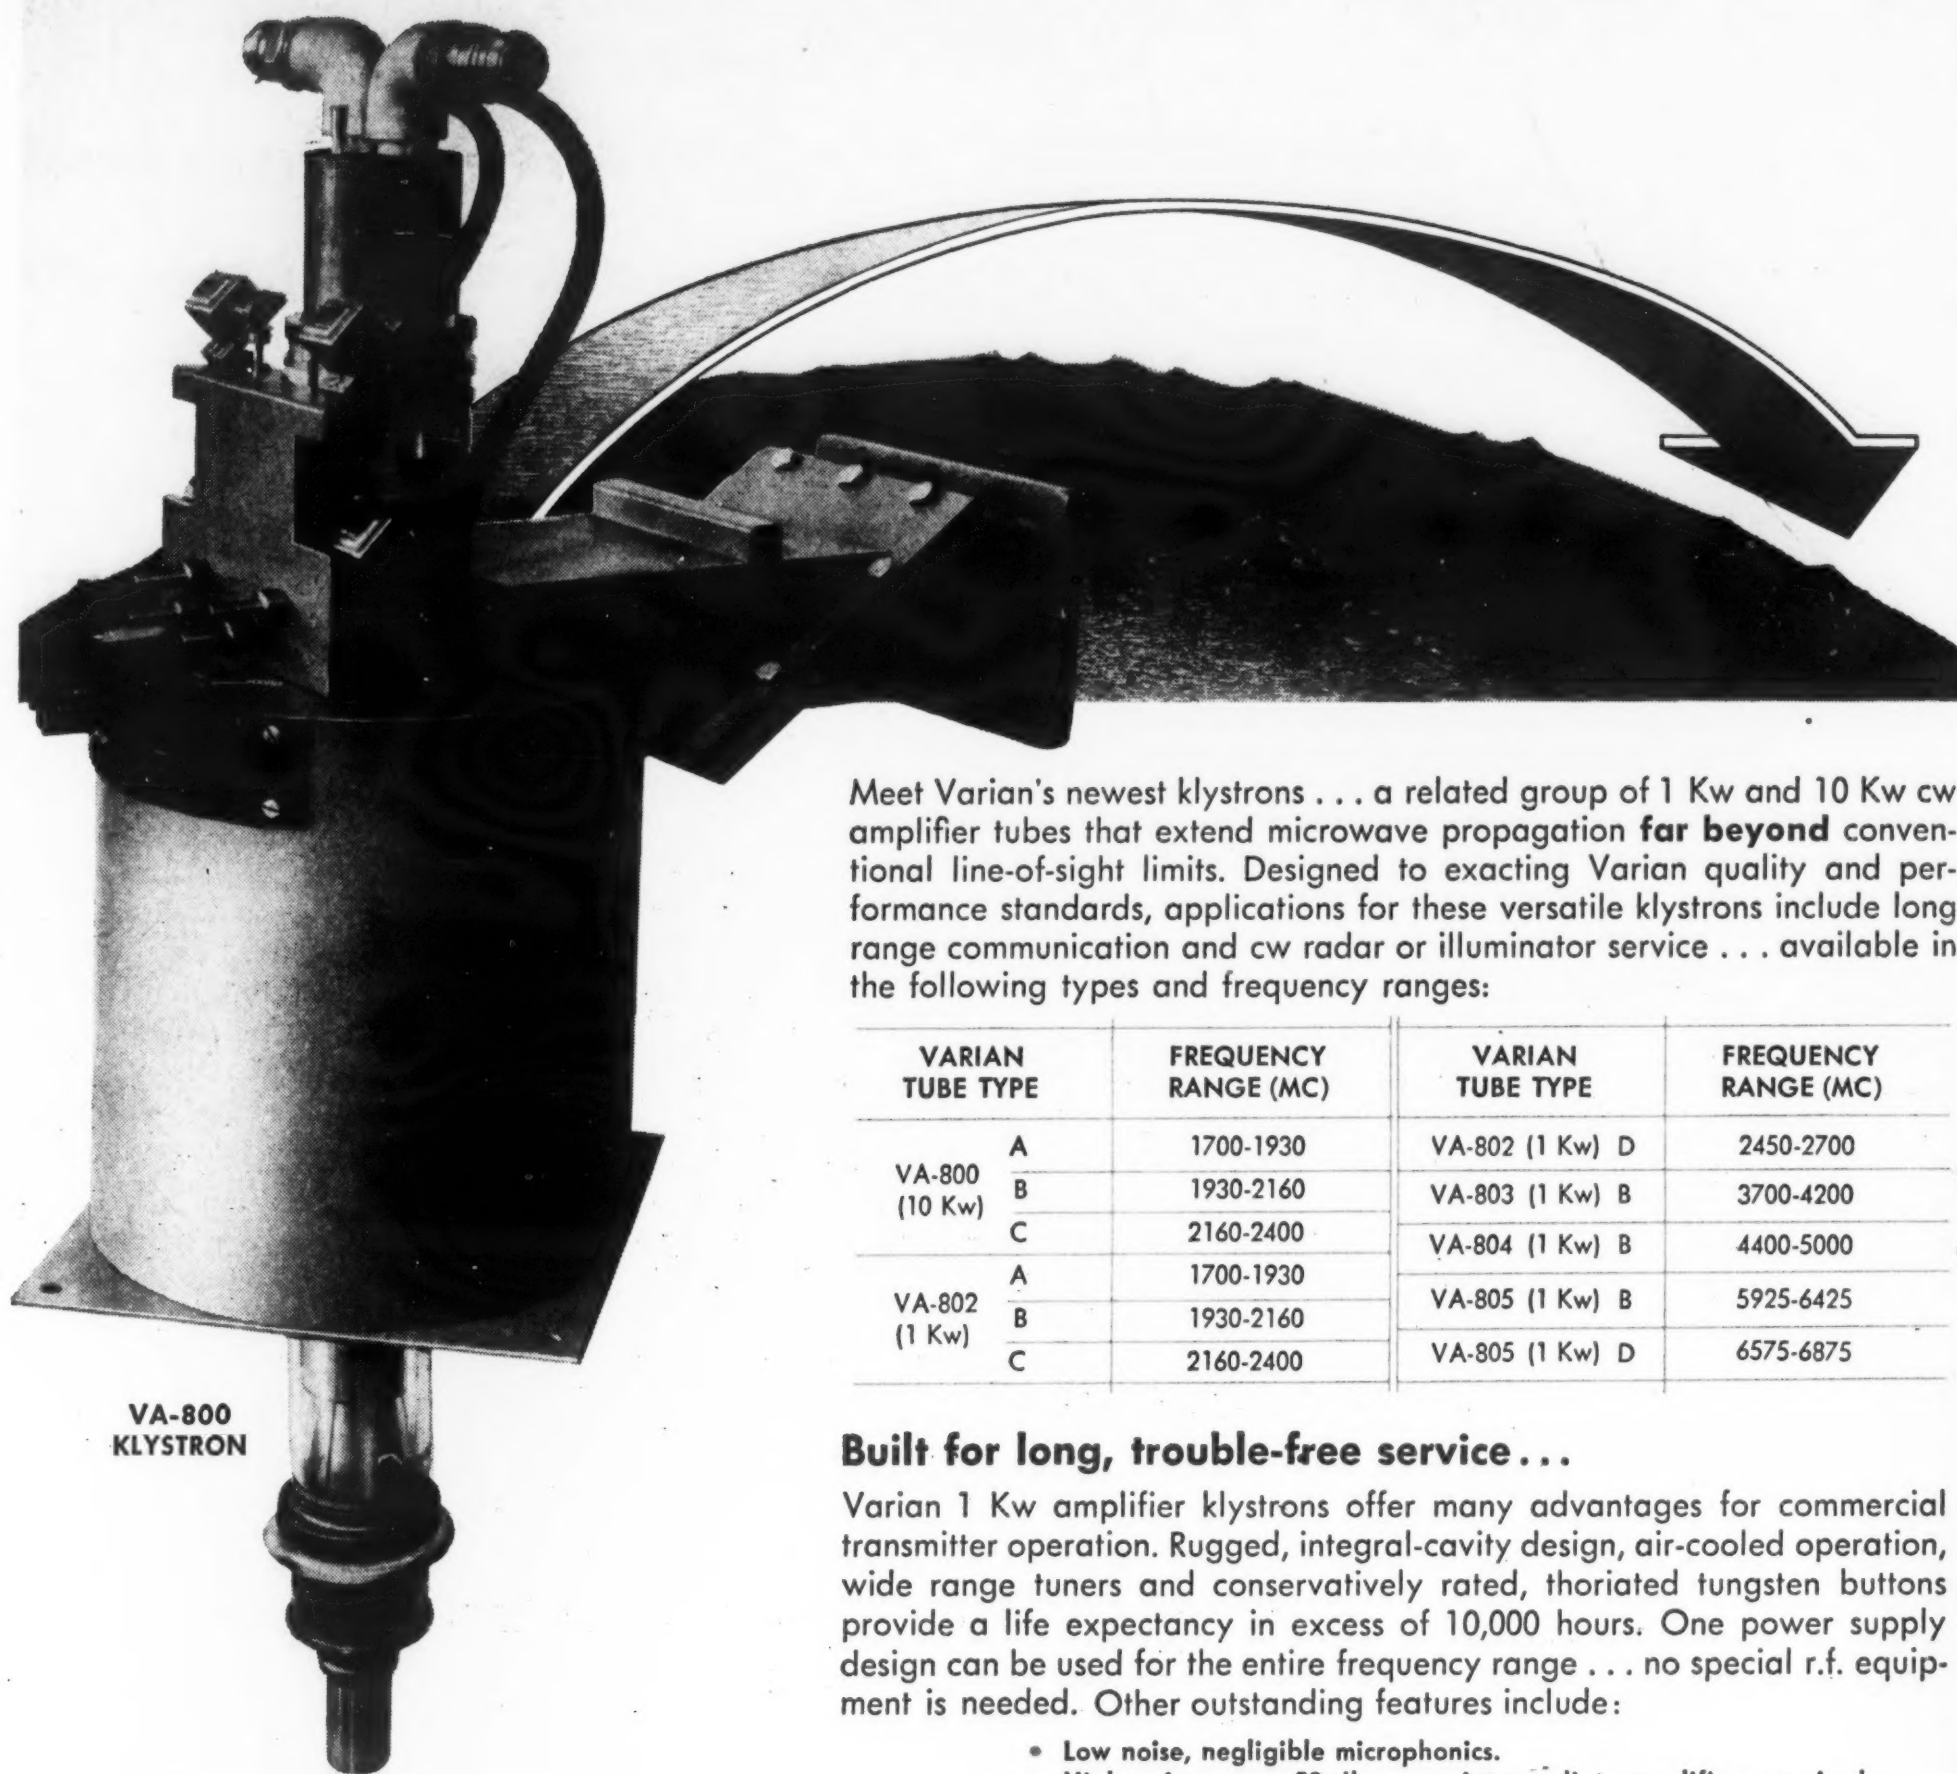 Meet Varian's newest klystrons . . . a related group of 1 Kw and 10 Kw cw
amplifier tubes that extend microwave propagation far beyond conven-
tional line-of-sight limits. Designed to exacting Varian quality and per-
formance standards, applications for these versatile klystrons include long
range communication and cw radar or illuminator service . . . available in
the following types and frequency ranges:
VARIAN TUBE TYPE FREQUENCY RANGE (MC) VARIAN TUBE TYPE FREQUENCY RANGE (MC)
VA-800 (10 Kw) A 1700-1930 VA-802 (1 Kw) D 2450-2700
B 1930-2160 VA-803 (1 Kw) B 3700-4200
C 2160-2400 VA-804 (1 Kw) B 4400-5000
VA-802 (1 Kw) A 1700-1930 VA-805 (1 Kw) B 5925-6425
B 1930-2160 VA-805 (1 Kw) D 6575-6875
C 2160-2400
VA-800
KLYSTRON
Built for long, trouble-free service...
Varian 1 Kw amplifier klystrons offer many advantages for commercial
transmitter operation. Rugged, integral-cavity design, air-cooled operation,
wide range tuners and conservatively rated, thoriated tungsten buttons
provide a life expectancy in excess of 10,000 hours. One power supply
design can be used for the entire frequency range . . . no special r.f. equip-
ment is needed. Other outstanding features include:
• Low noise, negligible microphonics.